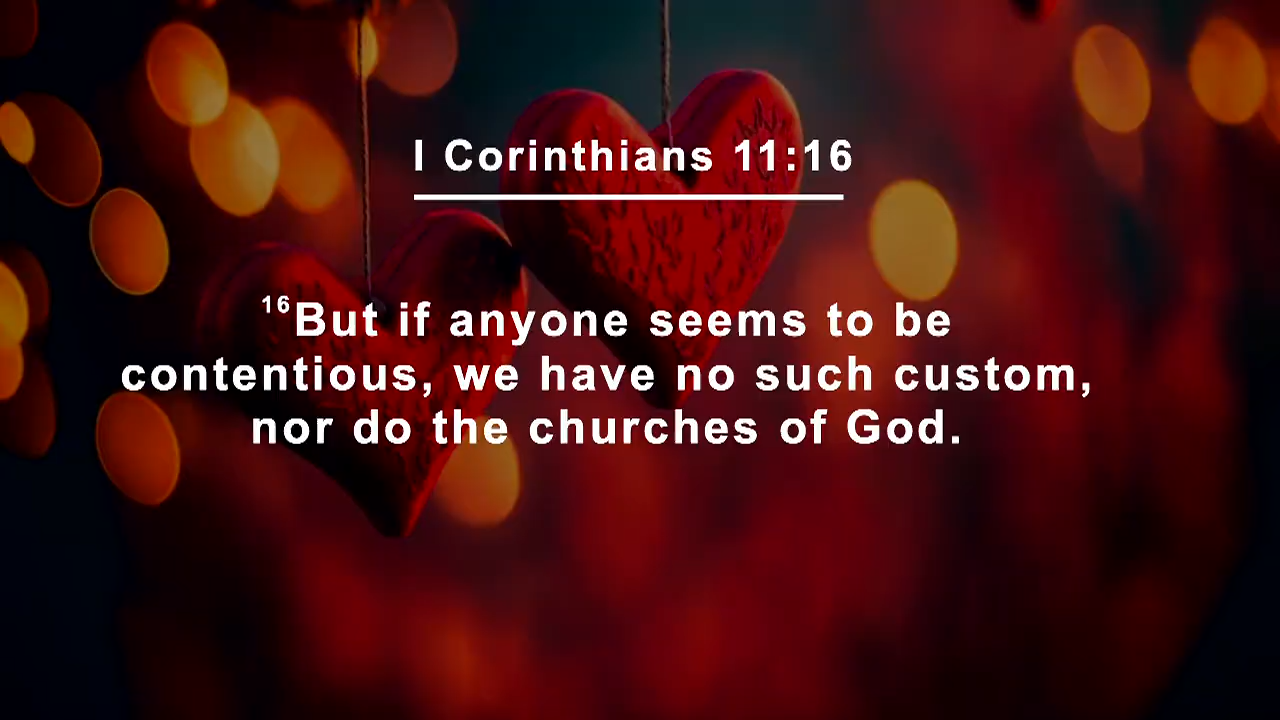 I Corinthians 11:16
16But if anyone seems to be
contentious, we have no such custom,
nor do the churches of God.